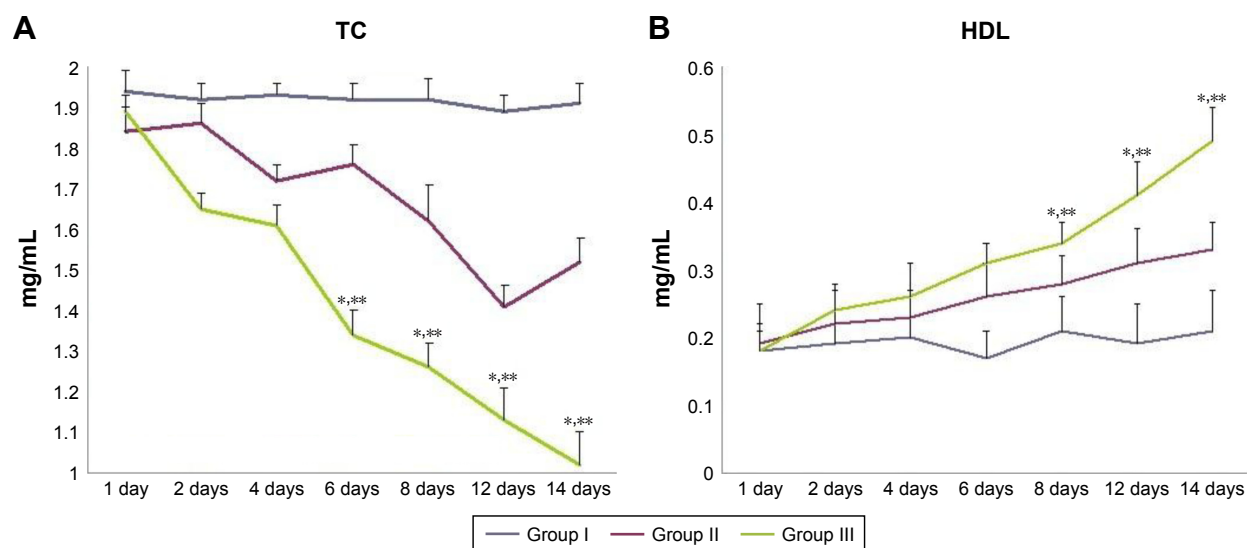 A
TC
mg/mL
2
1.9
1.8
1.7
1.6
1.5
1.4
1.3
1.2
1.1
1
*,**
*,**
*,**
*,**
1 day 2 days 4 days 6 days 8 days 12 days 14 days
B
HDL
mg/mL
0.6
0.5
0.4
0.3
0.2
0.1
0
*,**
*,**
*,**
1 day 2 days 4 days 6 days 8 days 12 days 14 days
Group I Group II Group III